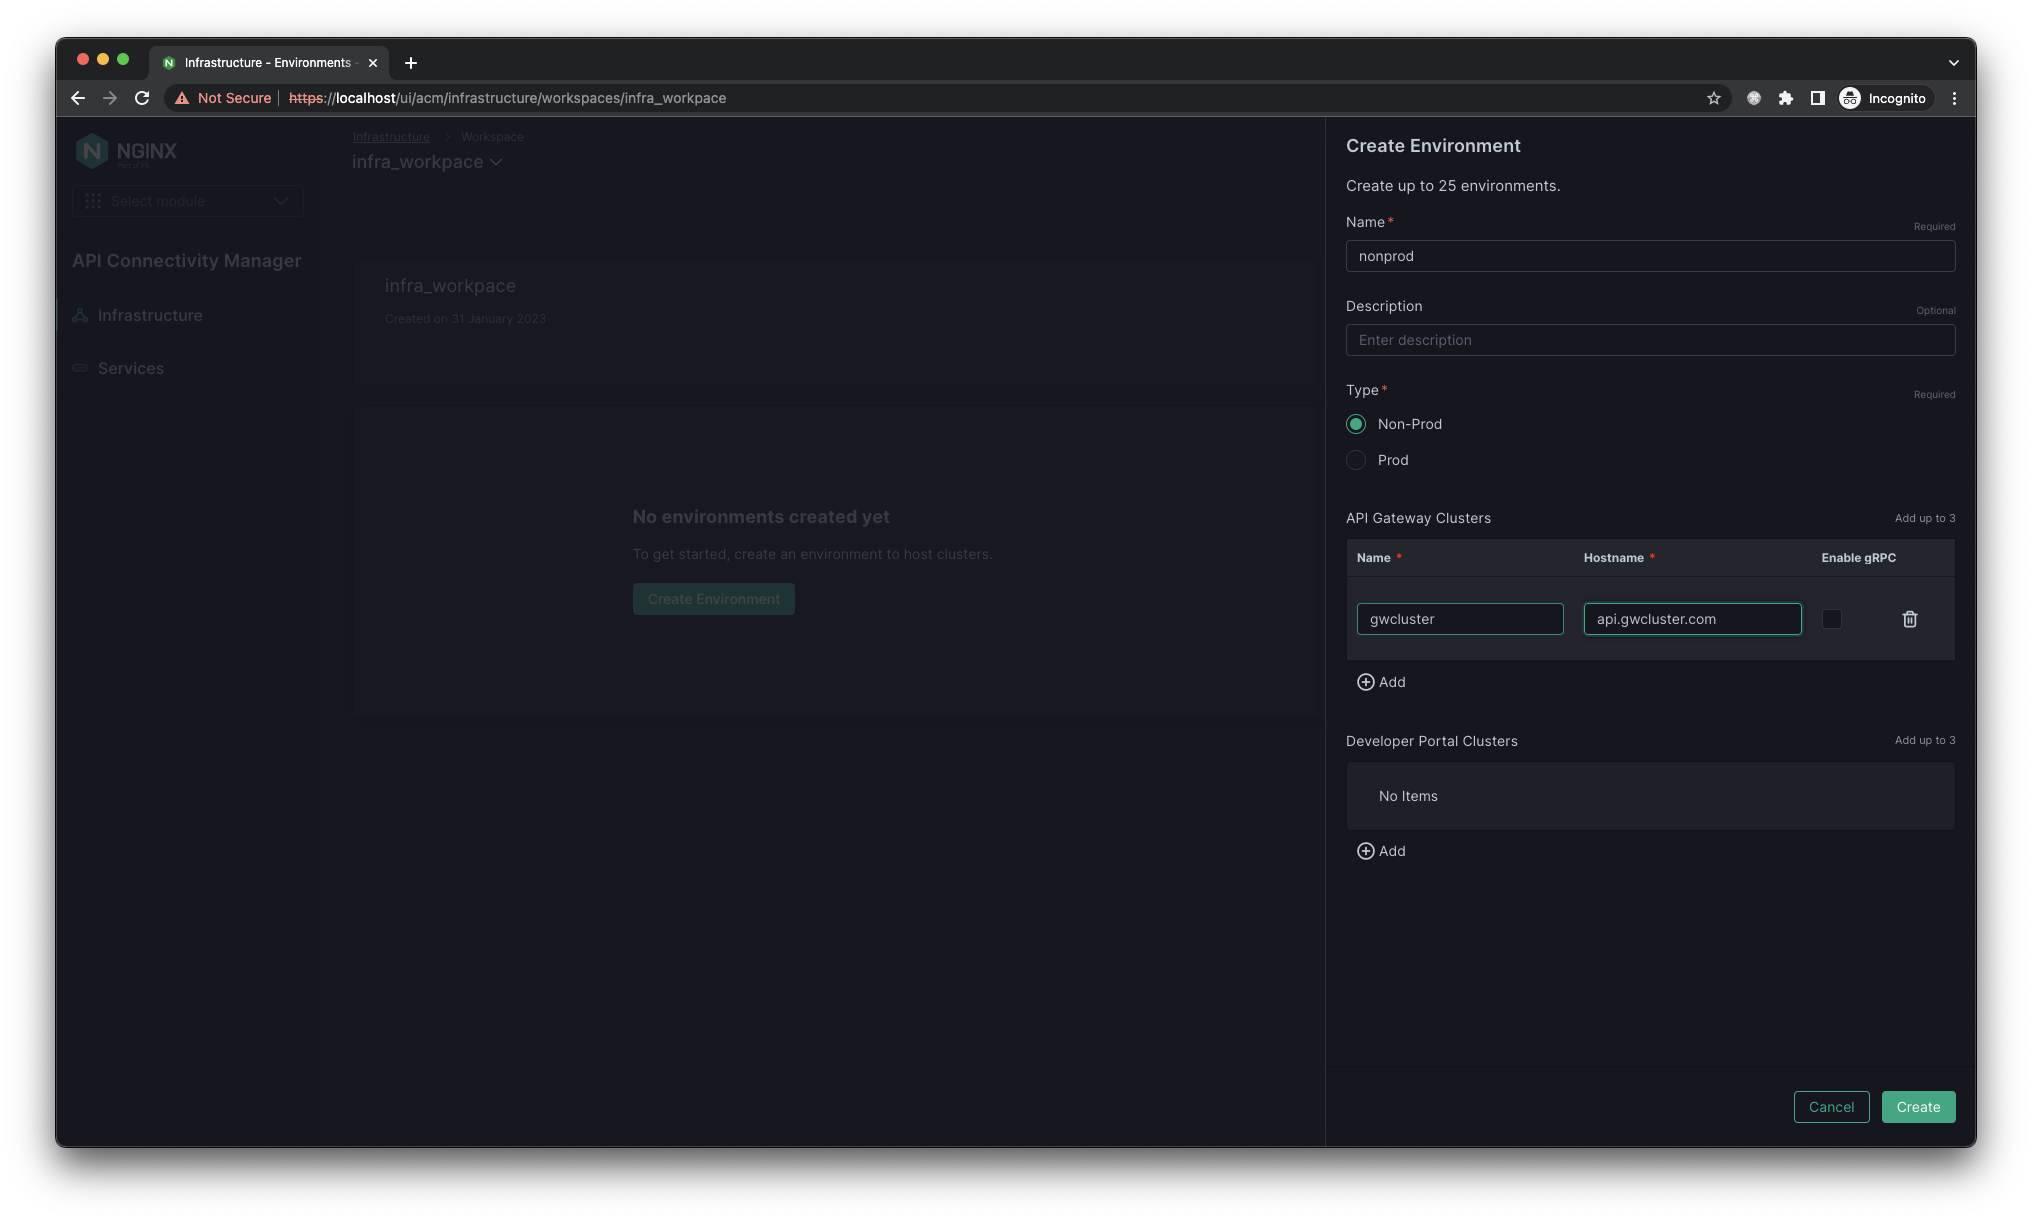 Infrastructure - Environments -
Not Secure https://localhost/ui/acm/infrastructure/workspaces/infra_workpace
Incognito
NGINX
Part of F5
Select module
API Connectivity Manager
Infrastructure
Services
Infrastructure > Workspace
infra_workpace
infra_workpace
Created on 31 January 2023
No environments created yet
To get started, create an environment to host clusters.
Create Environment
Create Environment
Create up to 25 environments.
Name* Required
nonprod
Description Optional
Enter description
Type* Required
Non-Prod
Prod
API Gateway Clusters Add up to 3
Name * Hostname * Enable gRPC
gwcluster api.gwcluster.com
Add
Developer Portal Clusters Add up to 3
No Items
Add
Cancel Create